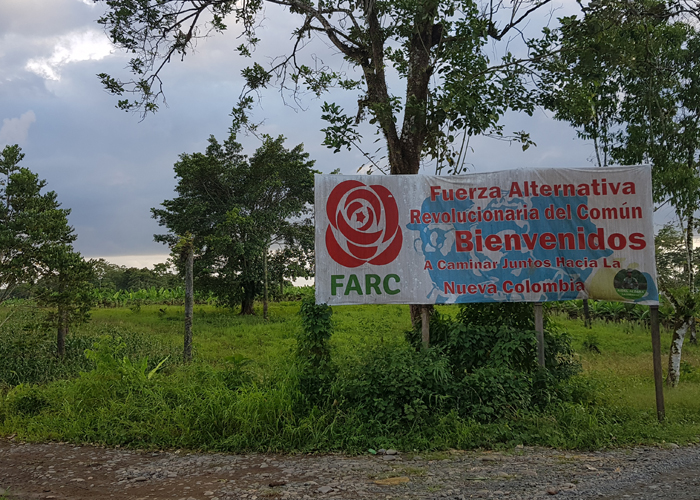 FARC
Fuerza Alternativa
Revolucionaria del Común
Bienvenidos
A Caminar Juntos Hacia La
Nueva Colombia